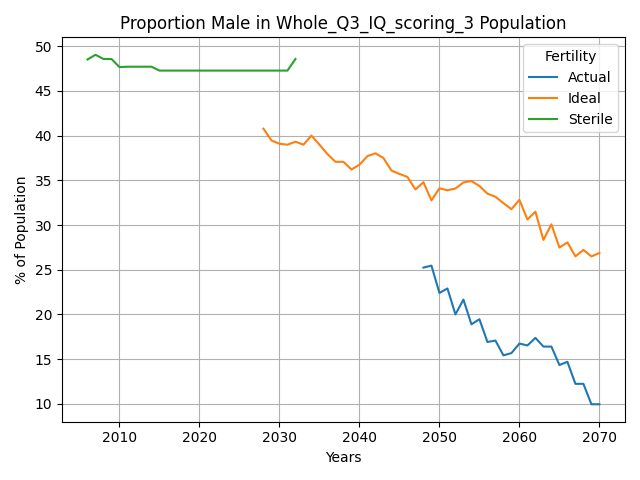 Proportion Male in Whole_Q3_IQ_scoring_3 Population
50
45
40
35
30
25
20
15
10
% of Population
Fertility
Actual
Ideal
Sterile
2010 2020 2030 2040 2050 2060 2070
Years